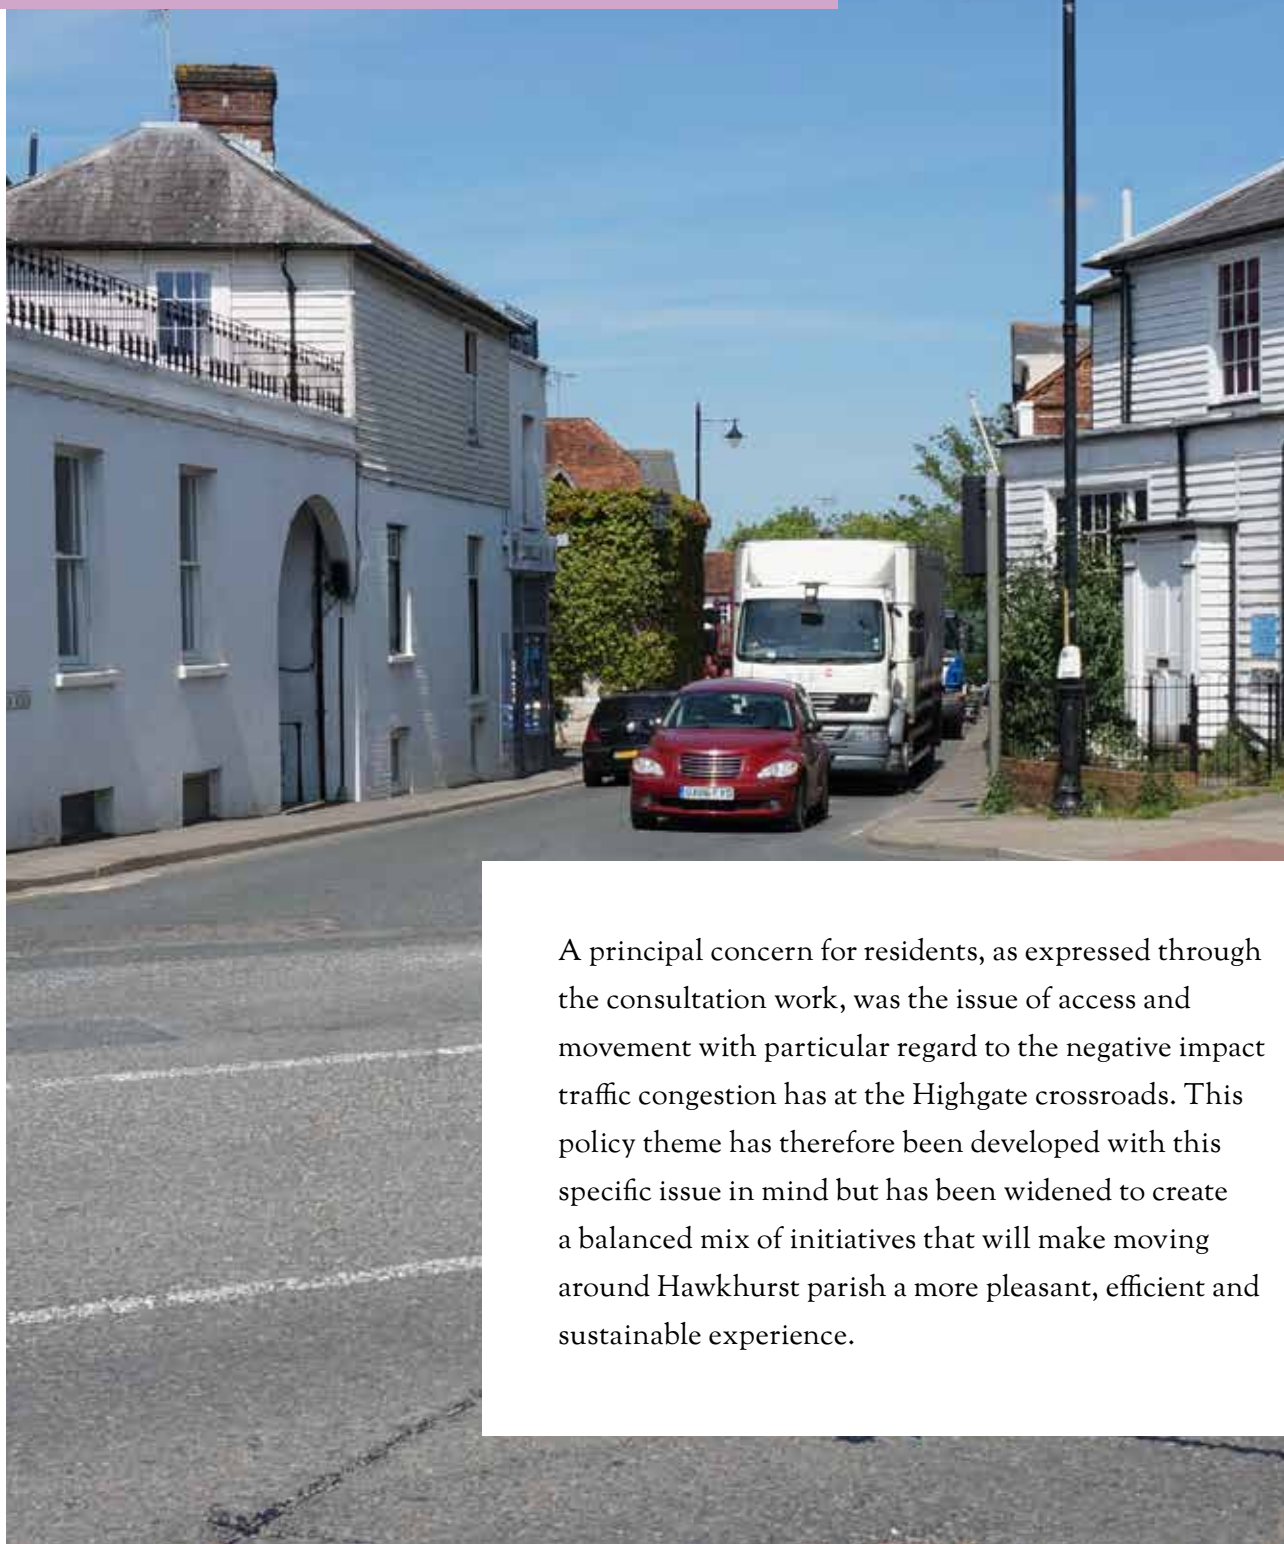 A principal concern for residents, as expressed through
the consultation work, was the issue of access and
movement with particular regard to the negative impact
traffic congestion has at the Highgate crossroads. This
policy theme has therefore been developed with this
specific issue in mind but has been widened to create
a balanced mix of initiatives that will make moving
around Hawkhurst parish a more pleasant, efficient and
sustainable experience.